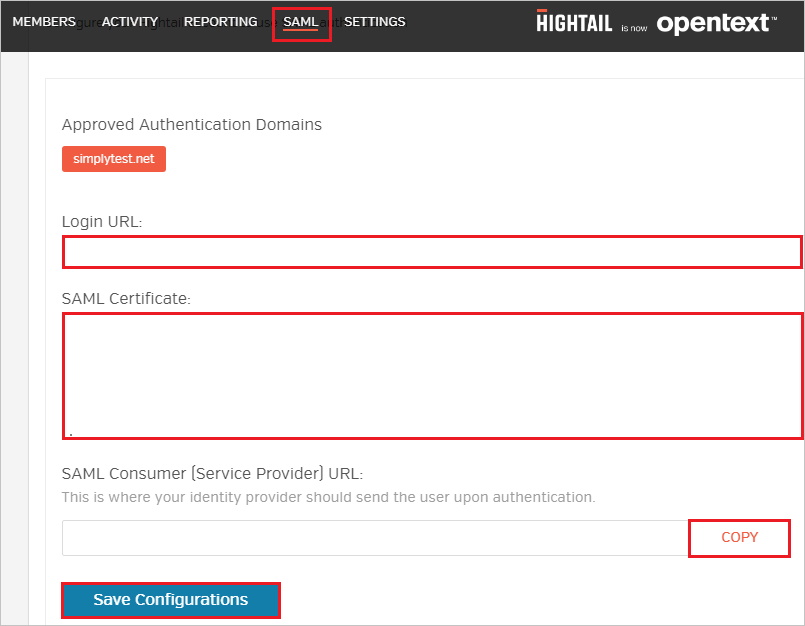 MEMBERS ACTIVITY REPORTING SAML SETTINGS HIGHTAIL is now opentext™
Approved Authentication Domains
simplytest.net
Login URL:
SAML Certificate:
SAML Consumer (Service Provider) URL:
This is where your identity provider should send the user upon authentication.
COPY
Save Configurations